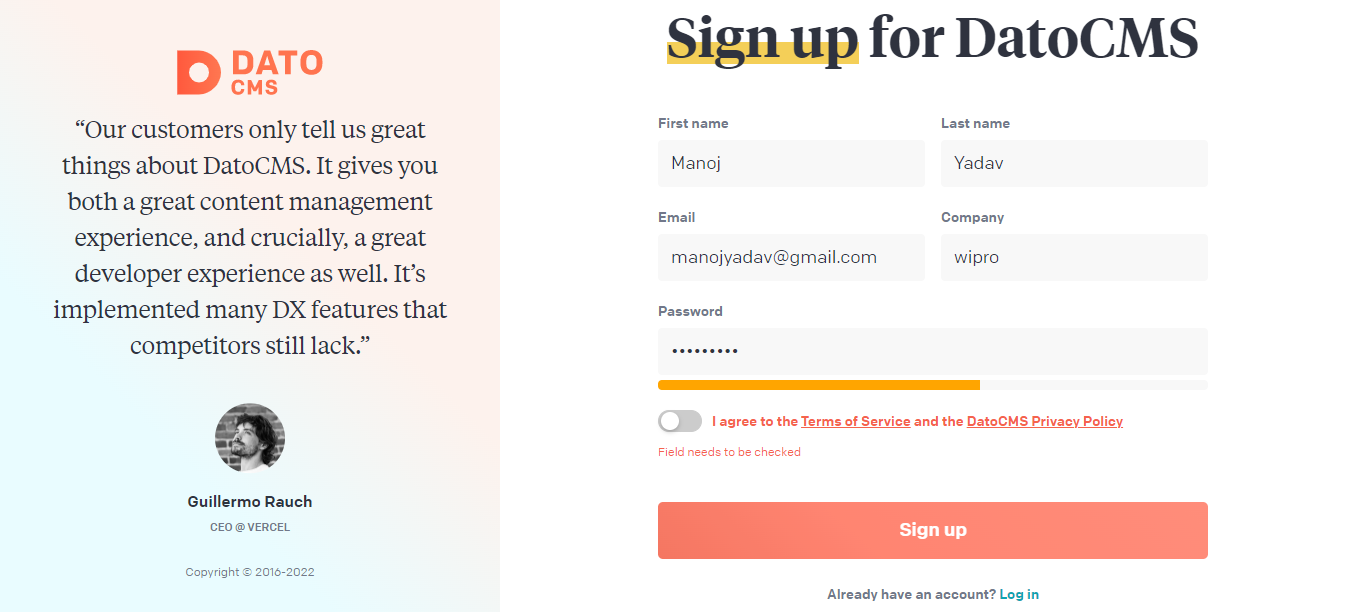 DATO
CMS
“Our customers only tell us great
things about DatoCMS. It gives you
both a great content management
experience, and crucially, a great
developer experience as well. It’s
implemented many DX features that
competitors still lack.”
Guillermo Rauch
CEO @ VERCEL
Copyright © 2016-2022
Sign up for DatoCMS
First name
Last name
Manoj
Yadav
Email
Company
manojyadav@gmail.com
wipro
Password
•••••••••
I agree to the Terms of Service and the DatoCMS Privacy Policy
Field needs to be checked
Sign up
Already have an account? Log in